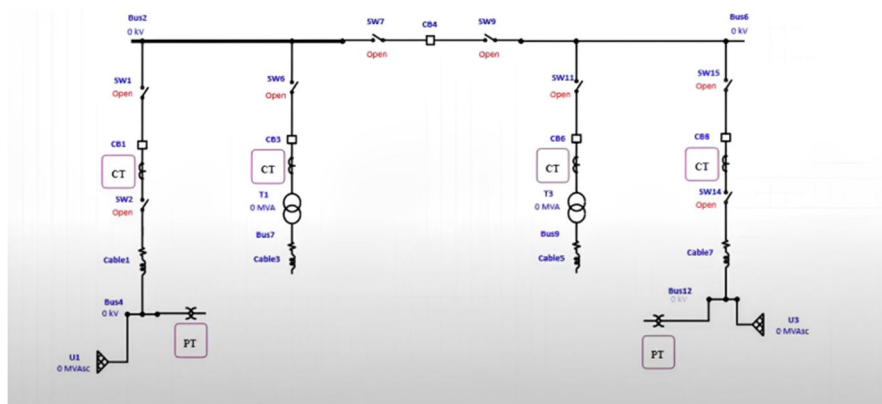 Bus2
0 kV
SW7
Open
CB4
SW9
Open
Bus6
0 kV
SW1
Open
SW6
Open
SW11
Open
SW15
Open
CB1
CT
CB3
CT
CB6
CT
CB8
CT
SW2
Open
T1
0 MVA
T3
0 MVA
SW14
Open
Bus7
Bus9
Cable1
Cable3
Cable5
Cable7
Bus4
0 kV
PT
U1
0 MVAsc
Bus12
0 kV
PT
U3
0 MVAsc